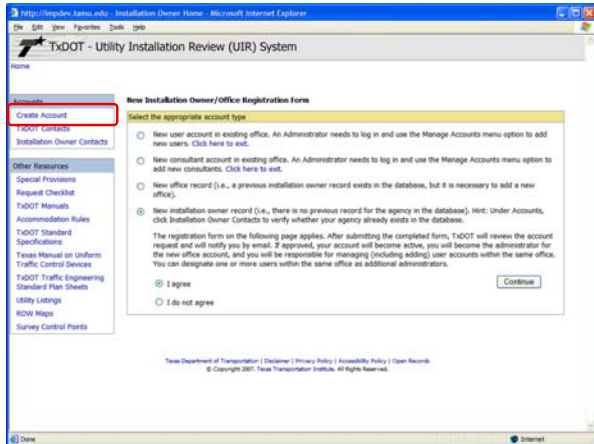 http://impdev.tamu.edu - Installation Owner Home - Microsoft Internet Explorer
File Edit View Favorites Tools Help
TxDOT - Utility Installation Review (UIR) System
Home
Accounts
Create Account
TxDOT Contacts
Installation Owner Contacts
Other Resources
Special Provisions
Request Checklist
TxDOT Manuals
Accommodation Rules
TxDOT Standard
Specifications
Texas Manual on Uniform
Traffic Control Devices
TxDOT Traffic Engineering
Standard Plan Sheets
Utility Listings
ROW Maps
Survey Control Points
New Installation Owner/Office Registration Form
Select the appropriate account type
New user account in existing office. An Administrator needs to log in and use the Manage Accounts menu option to add
new users. Click here to exit.
New consultant account in existing office. An Administrator needs to log in and use the Manage Accounts menu option to
add new consultants. Click here to exit.
New office record (i.e., a previous installation owner record exists in the database, but it is necessary to add a new
office).
New installation owner record (i.e., there is no previous record for the agency in the database). Hint: Under Accounts,
click Installation Owner Contacts to verify whether your agency already exists in the database.
The registration form on the following page applies. After submitting the completed form, TxDOT will review the account
request and will notify you by email. If approved, your account will become active, you will become the administrator for
the new office account, and you will be responsible for managing (including adding) user accounts within the same office.
You can designate one or more users within the same office as additional administrators.
I agree
Continue
I do not agree
Texas Department of Transportation | Disclaimer | Privacy Policy | Accessibility Policy | Open Records
© Copyright 2007, Texas Transportation Institute. All Rights Reserved.
Done
Internet